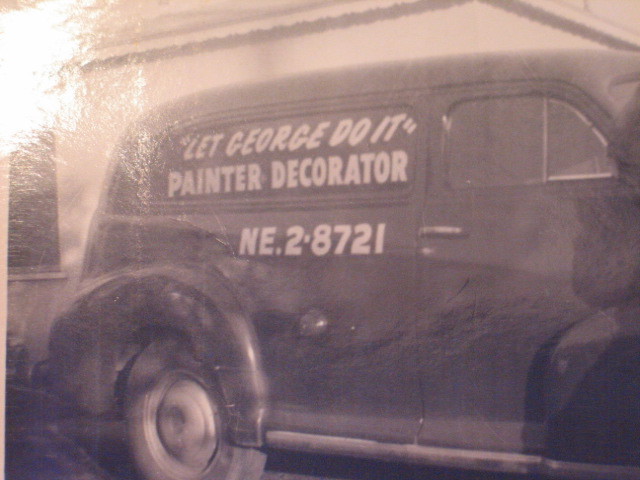 "LET GEORGE DO IT"
PAINTER DECORATOR
NE. 2-8721